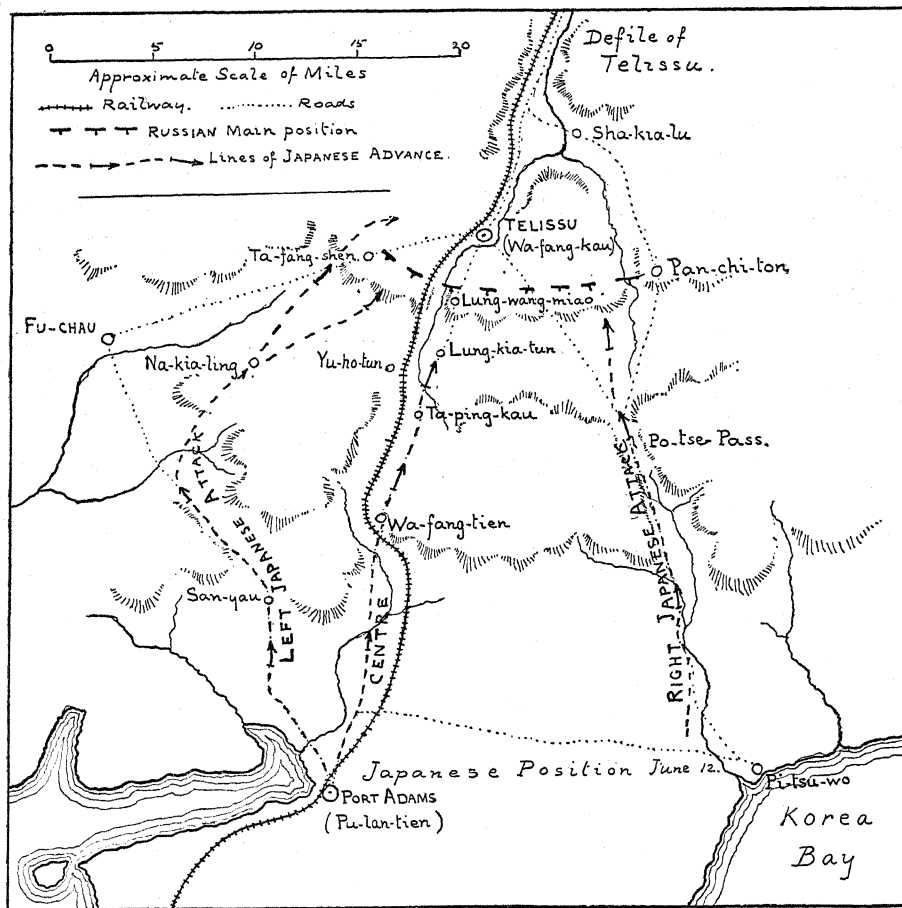 0 5 10 15 20
Approximate Scale of Miles
Railway. Roads
RUSSIAN Main position
Lines of JAPANESE ADVANCE.
Defile of
Telissu.
Sha-kia-lu
TELISSU
(Wa-fang-kau)
Ta-fang-shen
Pan-chi-ton
Lung-wang-miao
FU-CHAU
Na-kia-ling
Yu-ho-tun
Lung-kia-tun
Ta-ping-kau
Po-tse Pass.
Wa-fang-tien
San-yau
LEFT JAPANESE ATTACK
CENTRE
RIGHT JAPANESE ATTACK
Japanese Position June 12.
Pi-tsu-wo
PORT ADAMS
(Pu-lan-tien)
Korea
Bay